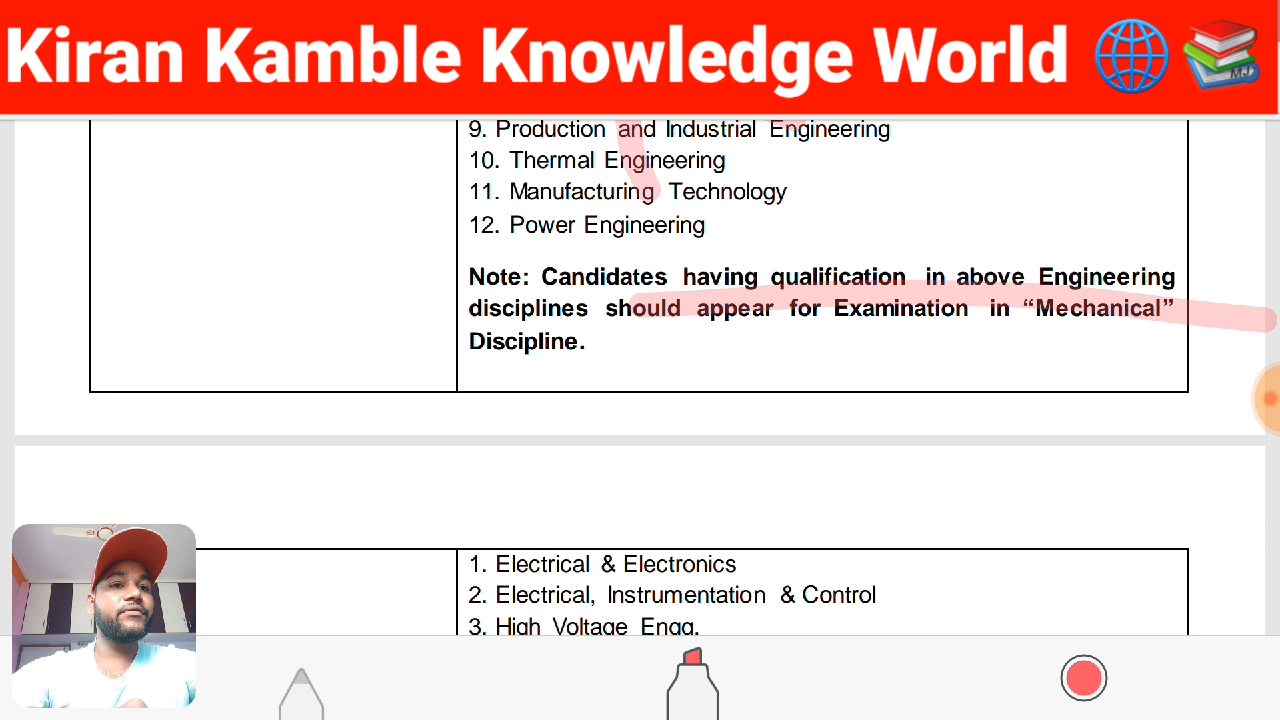 Kiran Kamble Knowledge World
MJ
9. Production and Industrial Engineering
10. Thermal Engineering
11. Manufacturing Technology
12. Power Engineering
Note: Candidates having qualification in above Engineering
disciplines should appear for Examination in “Mechanical”
Discipline.
1. Electrical & Electronics
2. Electrical, Instrumentation & Control
3. High Voltage Engg.